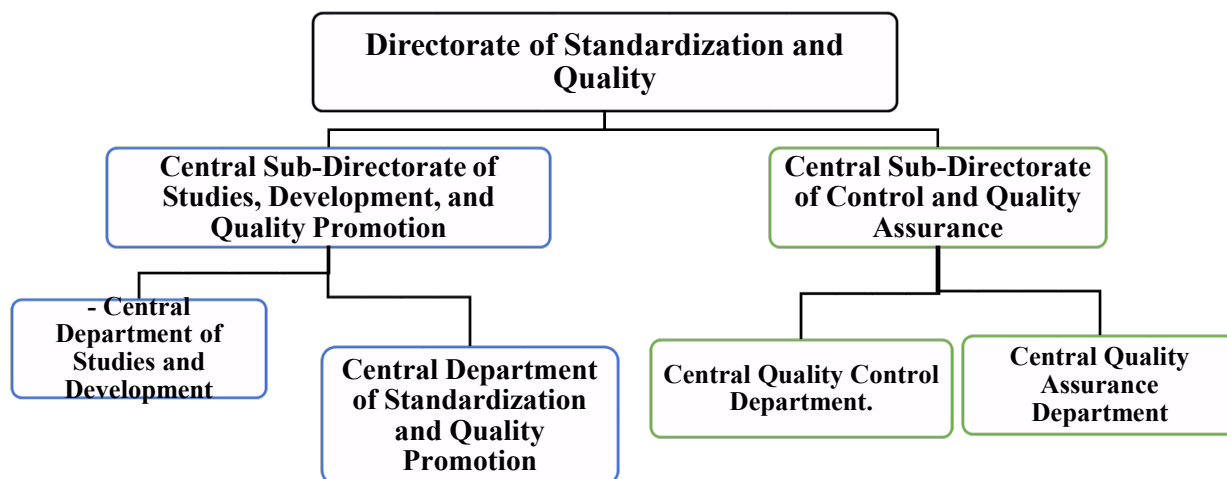 Directorate of Standardization and
Quality
Central Sub-Directorate of
Studies, Development, and
Quality Promotion
Central Sub-Directorate
of Control and Quality
Assurance
- Central
Department of
Studies and
Development
Central Department
of Standardization
and Quality
Promotion
Central Quality Control
Department.
Central Quality
Assurance
Department